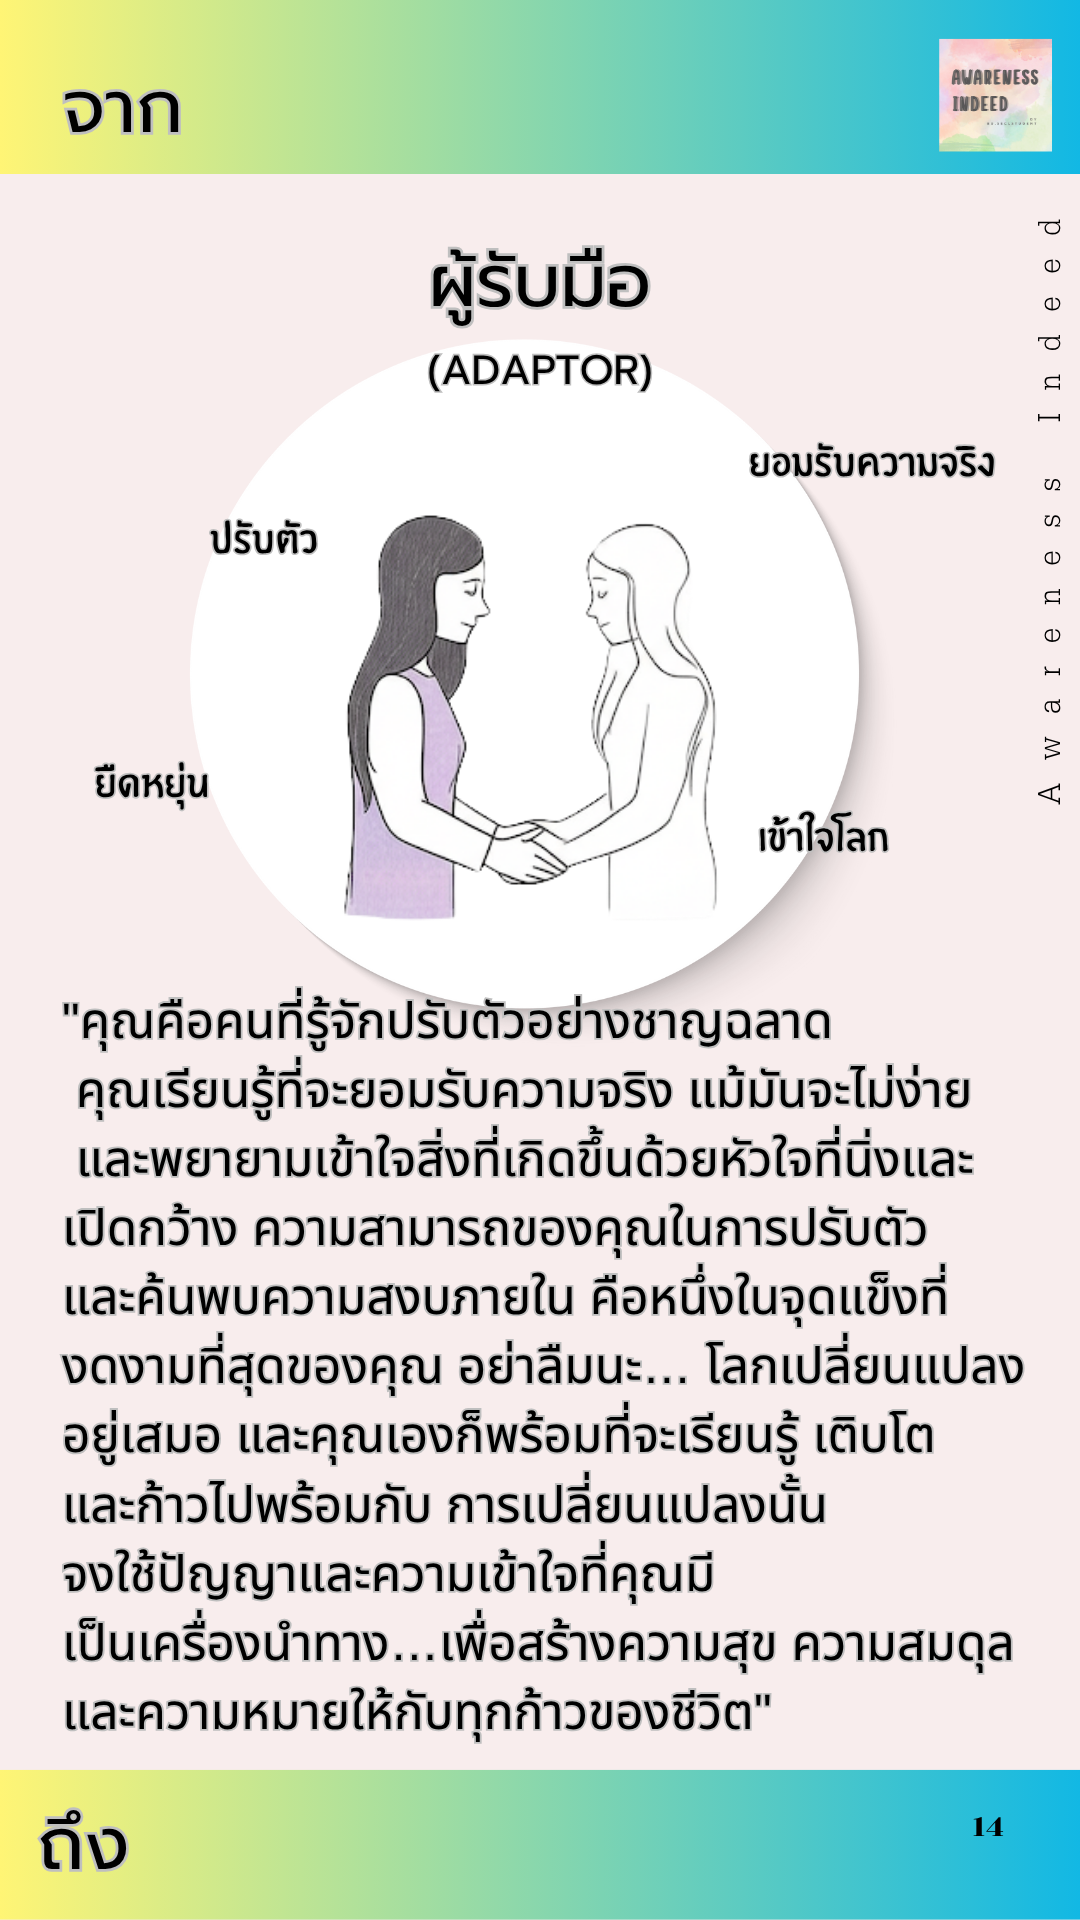 จาก
AWARENESS
INDEED
BY
Awareness Indeed
ผู้รับมือ
(ADAPTOR)
ยอมรับความจริง
ปรับตัว
ยืดหยุ่น
เข้าใจโลก
"คุณคือคนที่รู้จักปรับตัวอย่างชาญฉลาด
คุณเรียนรู้ที่จะยอมรับความจริง แม้มันจะไม่ง่าย
และพยายามเข้าใจสิ่งที่เกิดขึ้นด้วยหัวใจที่นิ่งและ
เปิดกว้าง ความสามารถของคุณในการปรับตัว
และค้นพบความสงบภายใน คือหนึ่งในจุดแข็งที่
งดงามที่สุดของคุณ อย่าลืมนะ... โลกเปลี่ยนแปลง
อยู่เสมอ และคุณเองก็พร้อมที่จะเรียนรู้ เติบโต
และก้าวไปพร้อมกับ การเปลี่ยนแปลงนั้น
จงใช้ปัญญาและความเข้าใจที่คุณมี
เป็นเครื่องนำทาง...เพื่อสร้างความสุข ความสมดุล
และความหมายให้กับทุกก้าวของชีวิต"
ถึง
14